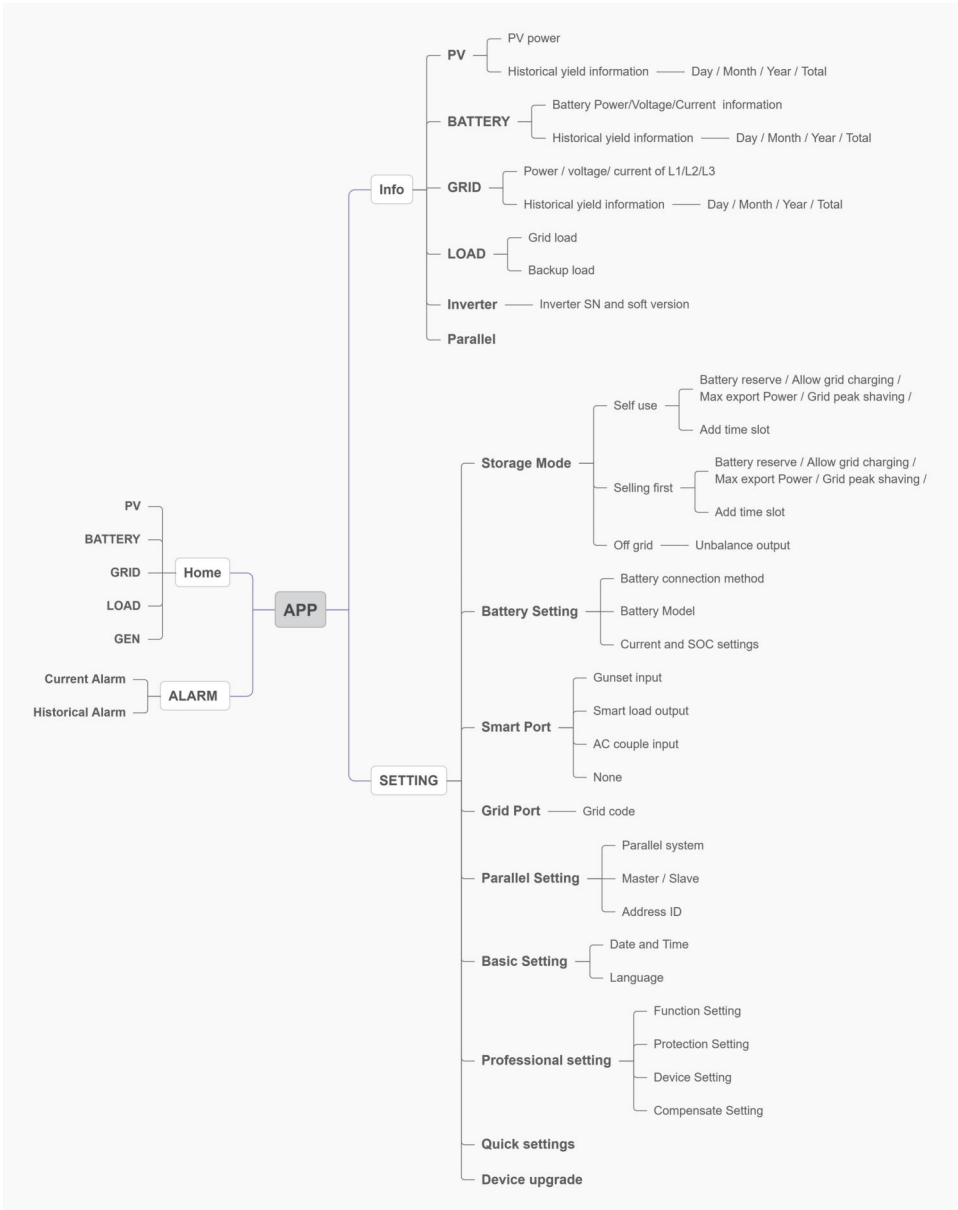 PV
PV power
Historical yield information
Day / Month / Year / Total
BATTERY
Battery Power/Voltage/Current information
Historical yield information
Day / Month / Year / Total
Info
GRID
Power / voltage/ current of L1/L2/L3
Historical yield information
Day / Month / Year / Total
LOAD
Grid load
Backup load
Inverter
Inverter SN and soft version
Parallel
APP
Home
PV
BATTERY
GRID
LOAD
GEN
ALARM
Current Alarm
Historical Alarm
SETTING
Storage Mode
Self use
Battery reserve / Allow grid charging /
Max export Power / Grid peak shaving /
Add time slot
Selling first
Battery reserve / Allow grid charging /
Max export Power / Grid peak shaving /
Add time slot
Off grid
Unbalance output
Battery Setting
Battery connection method
Battery Model
Current and SOC settings
Smart Port
Gunset input
Smart load output
AC couple input
None
Grid Port
Grid code
Parallel Setting
Parallel system
Master / Slave
Address ID
Basic Setting
Date and Time
Language
Professional setting
Function Setting
Protection Setting
Device Setting
Compensate Setting
Quick settings
Device upgrade